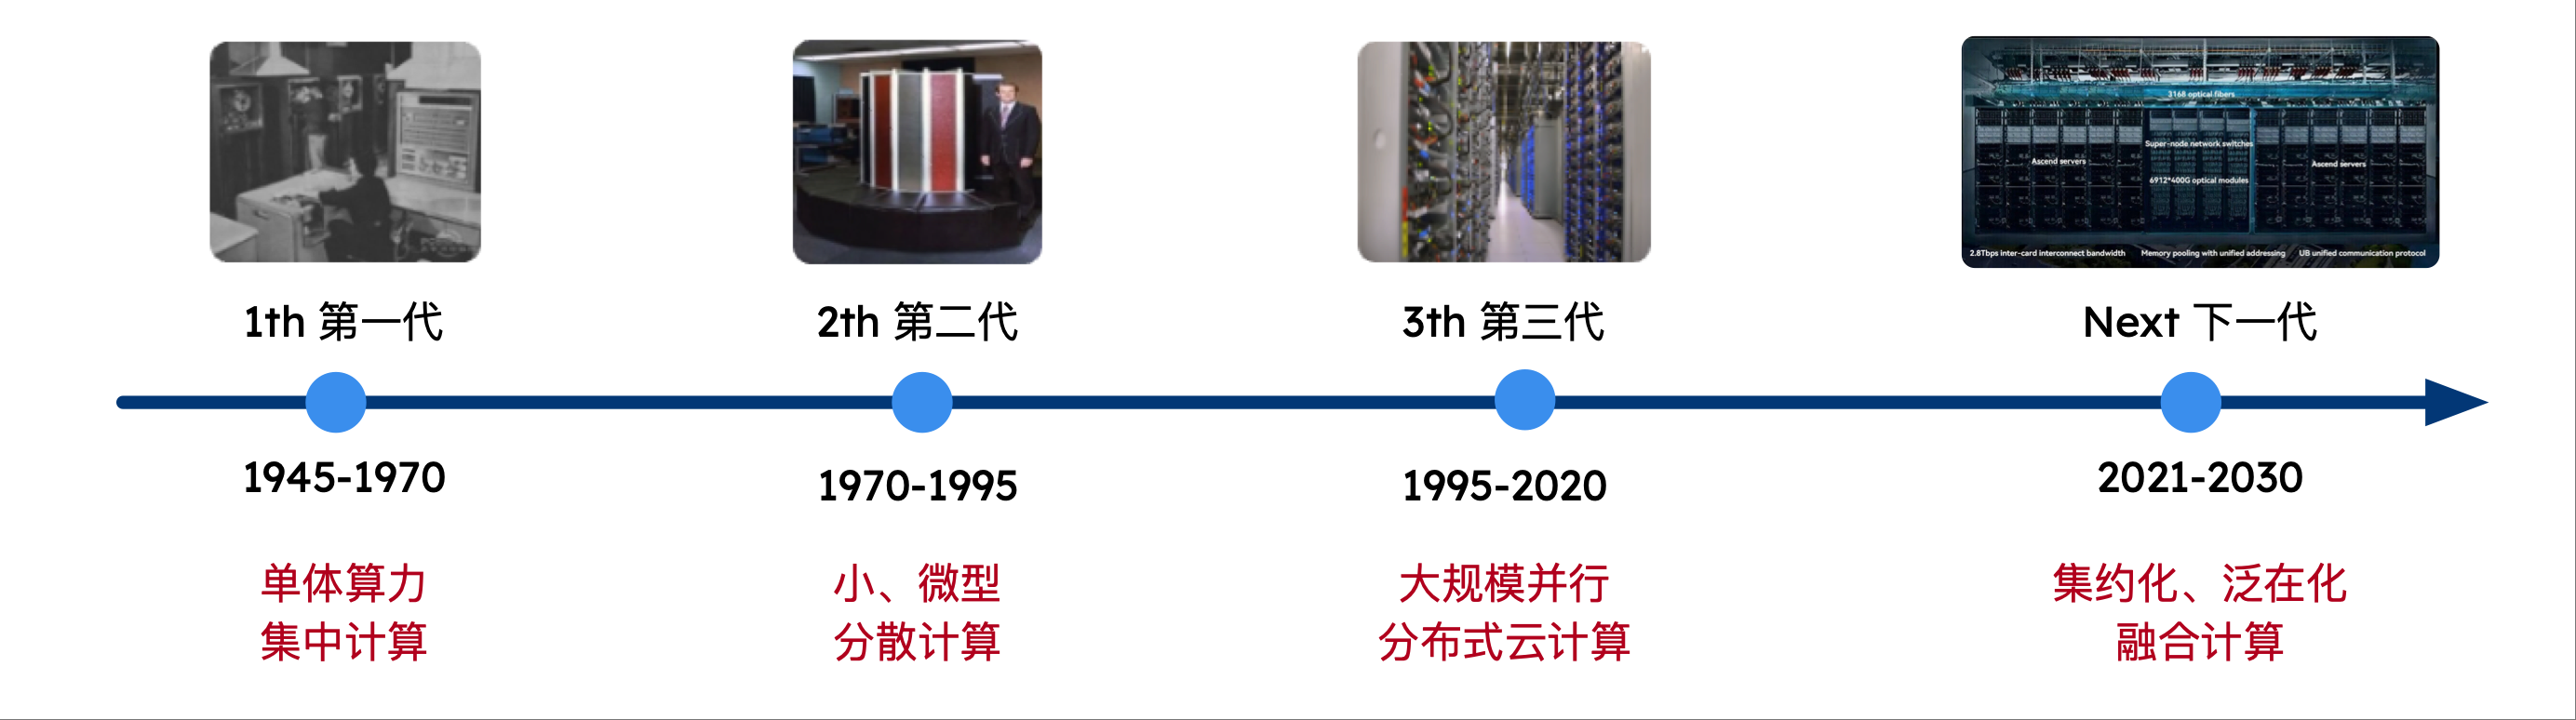 3168 optical fibers
Super-node network switches
Ascend servers
Ascend servers
6912*400G optical modules
2.8Tbps inter-card interconnect bandwidth
Memory pooling with unified addressing
UB unified communication protocol
1th 第一代
2th 第二代
3th 第三代
Next 下一代
1945-1970
1970-1995
1995-2020
2021-2030
单体算力
集中计算
小、微型
分散计算
大规模并行
分布式云计算
集约化、泛在化
融合计算